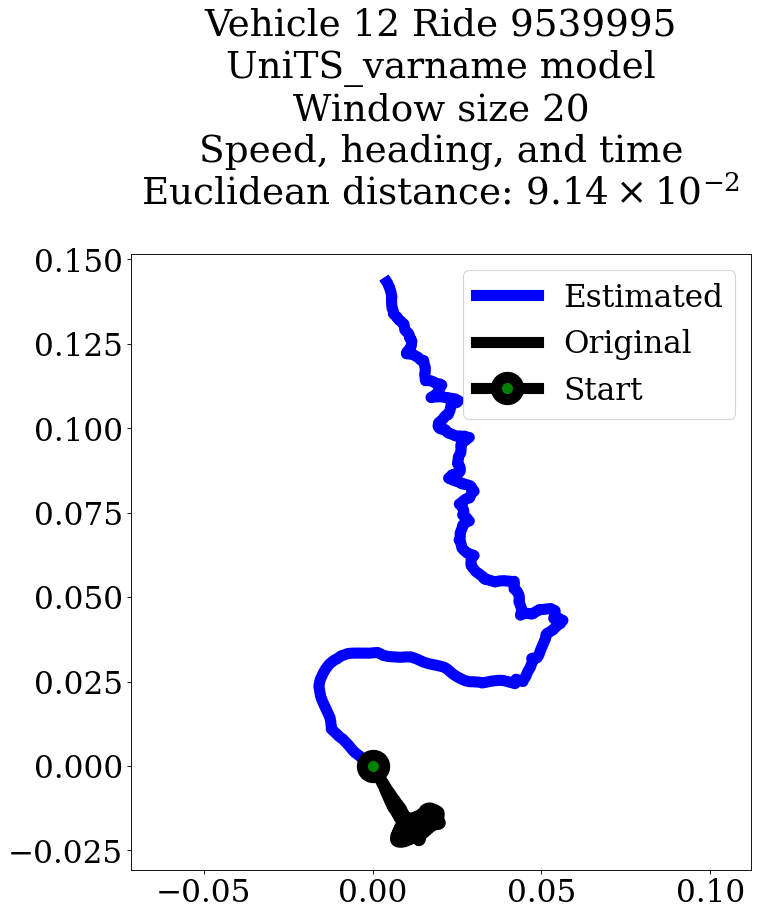 Vehicle 12 Ride 9539995
UniTS_varname model
Window size 20
Speed, heading, and time
Euclidean distance: 9.14 × 10⁻²
0.150
0.125
0.100
0.075
0.050
0.025
0.000
−0.025
Estimated
Original
Start
−0.05 0.00 0.05 0.10